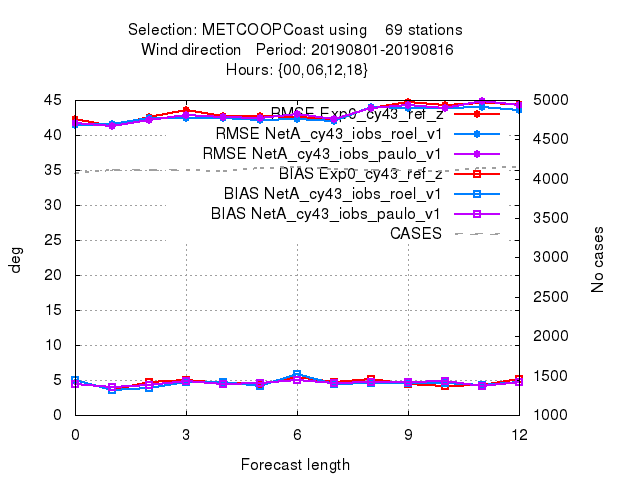 Selection: METCOOPCoast using 69 stations
Wind direction Period: 20190801-20190816
Hours: {00,06,12,18}
45 5000
RMSE Exp0_cy43_ref_z
40 4500
RMSE NetA_cy43_iobs_roel_v1
RMSE NetA_cy43_iobs_paulo_v1
35 4000
BIAS Exp0_cy43_ref_z
30 3500
BIAS NetA_cy43_iobs_roel_v1
BIAS NetA_cy43_iobs_paulo_v1
25 3000
CASES
20 2500
15 2000
10 1500
5
0 1000
deg
No cases
0 3 6 9 12
Forecast length